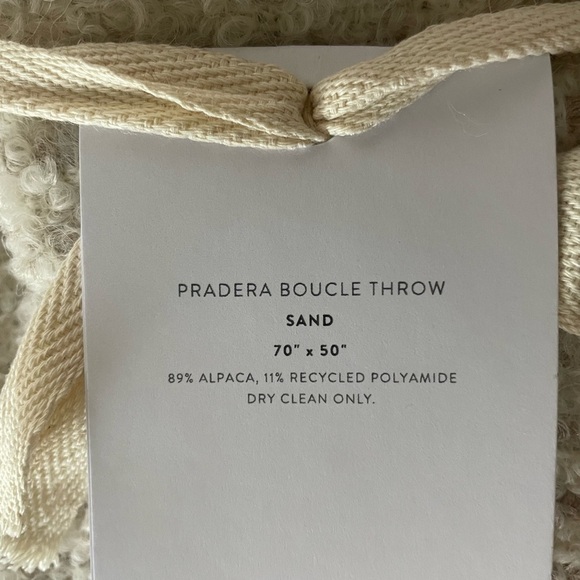 PRADERA BOUCLE THROW
SAND
70" x 50"
89% ALPACA, 11% RECYCLED POLYAMIDE
DRY CLEAN ONLY.